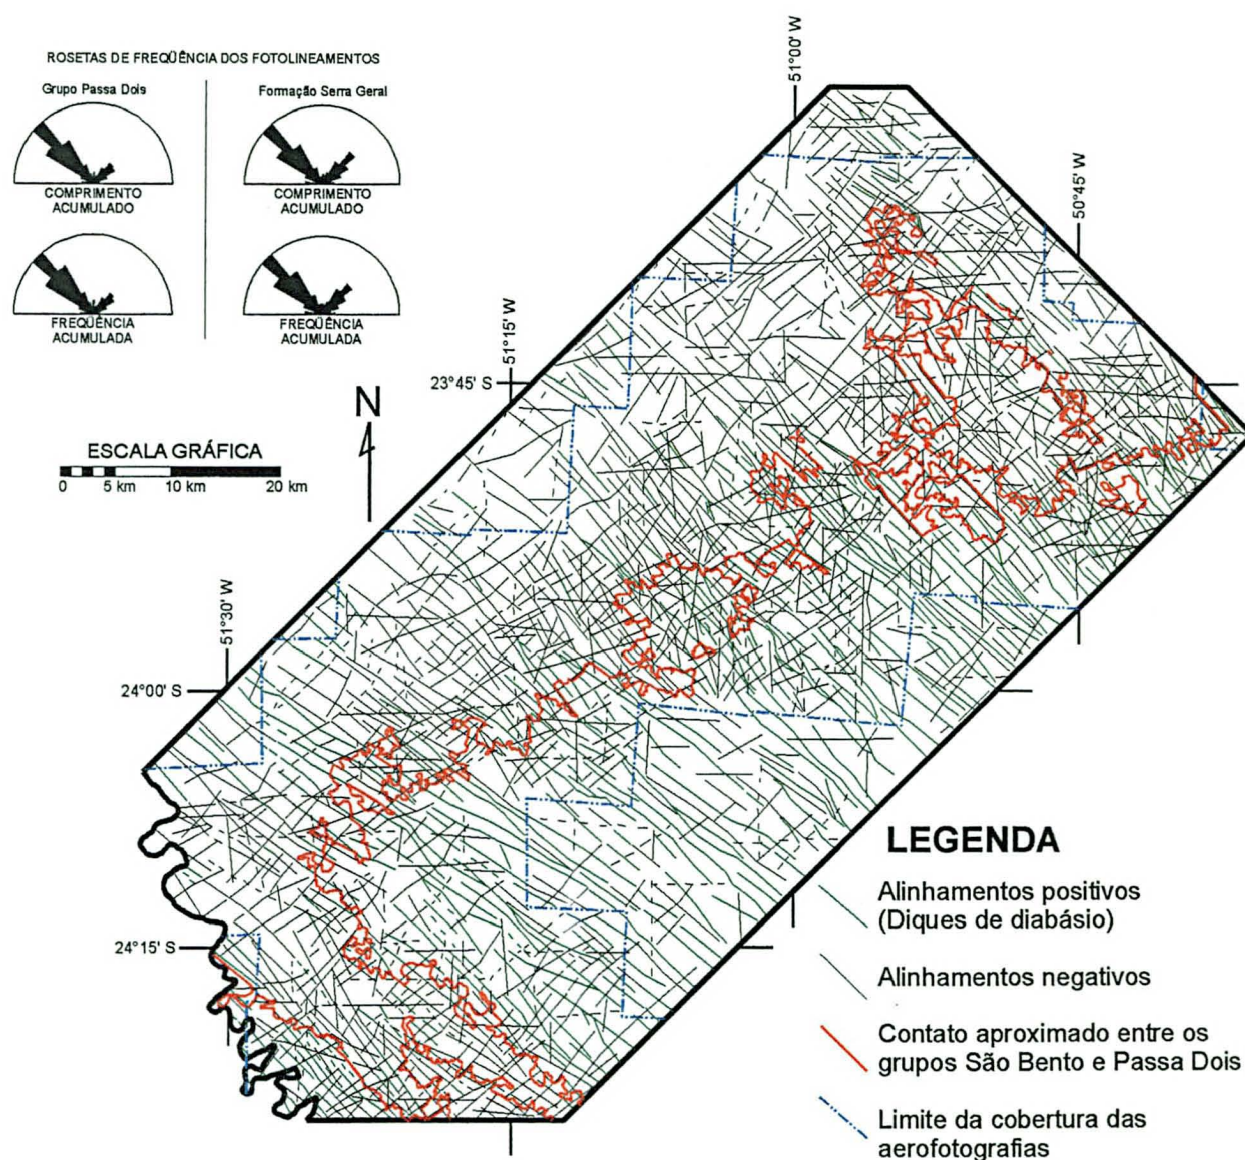 ROSETAS DE FREQÜÊNCIA DOS FOTOLINEAMENTOS
Grupo Passa Dois
Formação Serra Geral
COMPRIMENTO
ACUMULADO
COMPRIMENTO
ACUMULADO
FREQÜÊNCIA
ACUMULADA
FREQÜÊNCIA
ACUMULADA
N
ESCALA GRÁFICA
0 5 km 10 km 20 km
51°00' W
50°45' W
51°15' W
23°45' S
51°30' W
24°00' S
24°15' S
LEGENDA
Alinhamentos positivos
(Diques de diabásio)
Alinhamentos negativos
Contato aproximado entre os
grupos São Bento e Passa Dois
Limite da cobertura das
aerofotografias